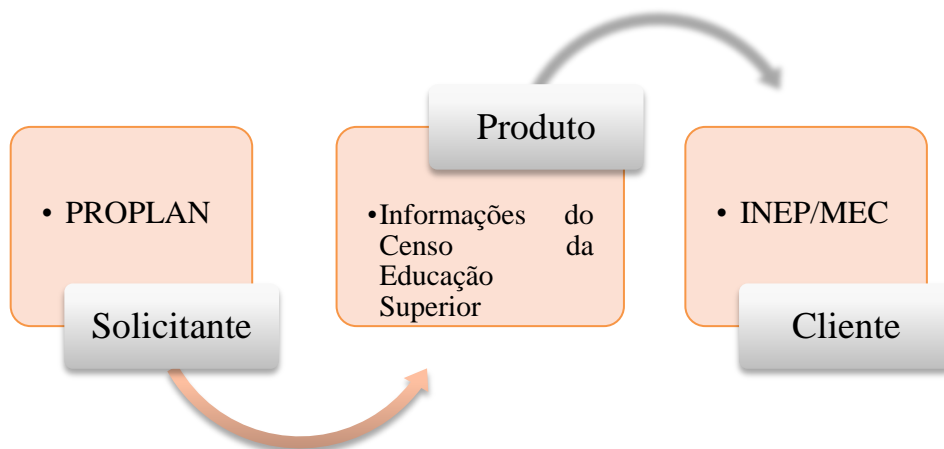 • PROPLAN
Solicitante
Produto
•Informações do
Censo da
Educação
Superior
• INEP/MEC
Cliente